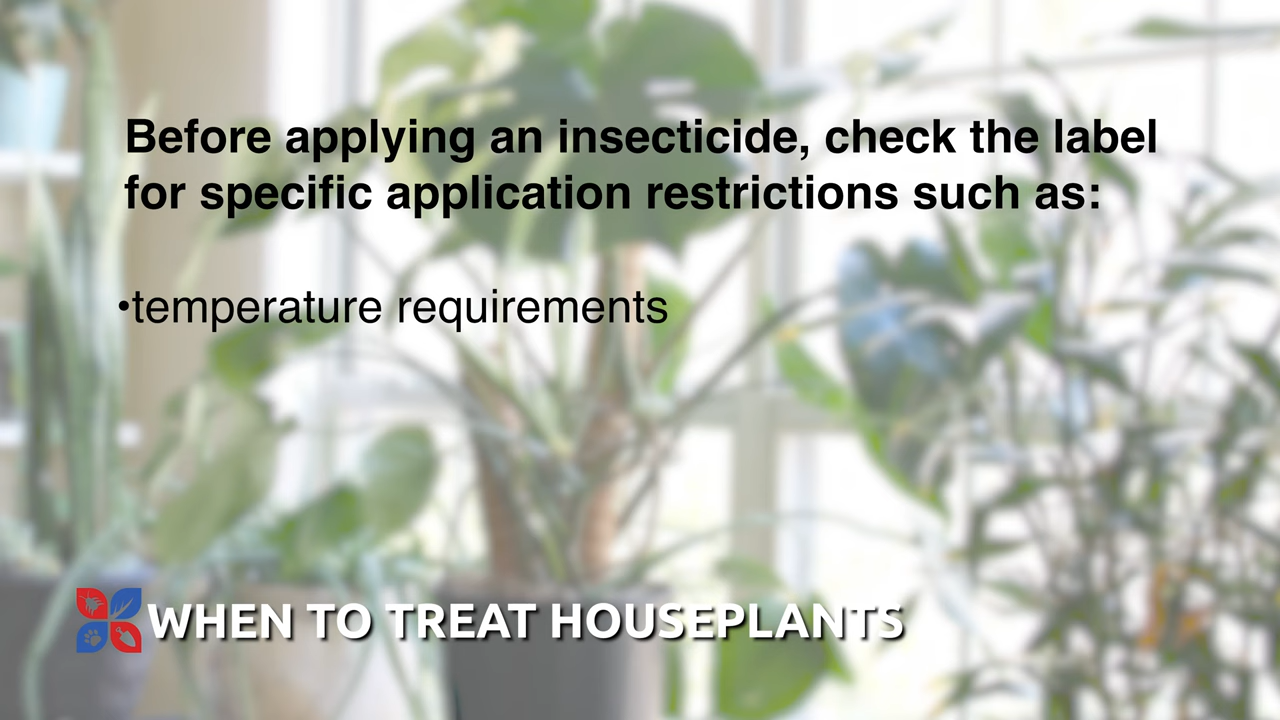 Before applying an insecticide, check the label
for specific application restrictions such as:
•temperature requirements
WHEN TO TREAT HOUSEPLANTS